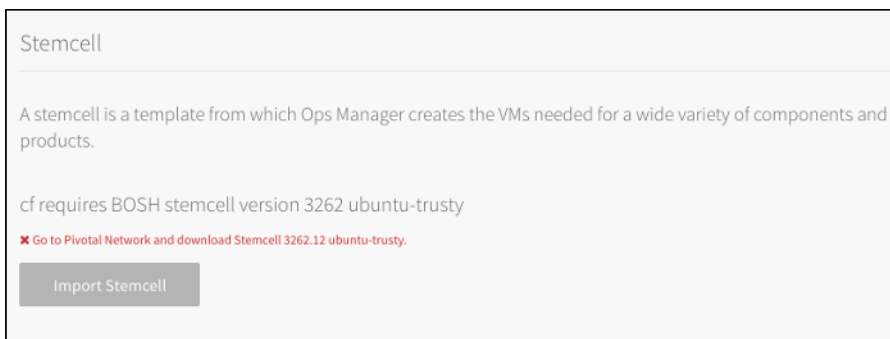 Stemcell
A stemcell is a template from which Ops Manager creates the VMs needed for a wide variety of components and
products.
cf requires BOSH stemcell version 3262 ubuntu-trusty
✖ Go to Pivotal Network and download Stemcell 3262.12 ubuntu-trusty.
Import Stemcell